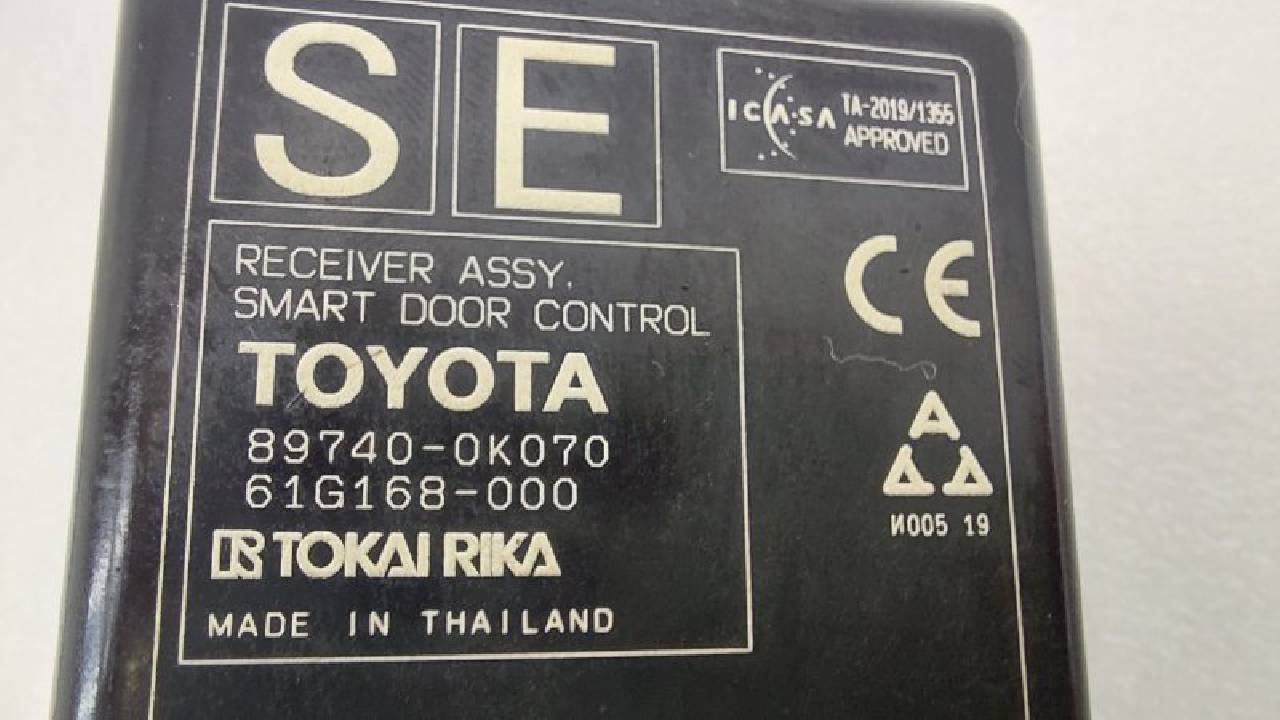 SE
ICASA TA-2019/1355
APPROVED
RECEIVER ASSY.
SMART DOOR CONTROL
TOYOTA
89740-0K070
61G168-000
TOKAI RIKA
MADE IN THAILAND
CE
И005 19